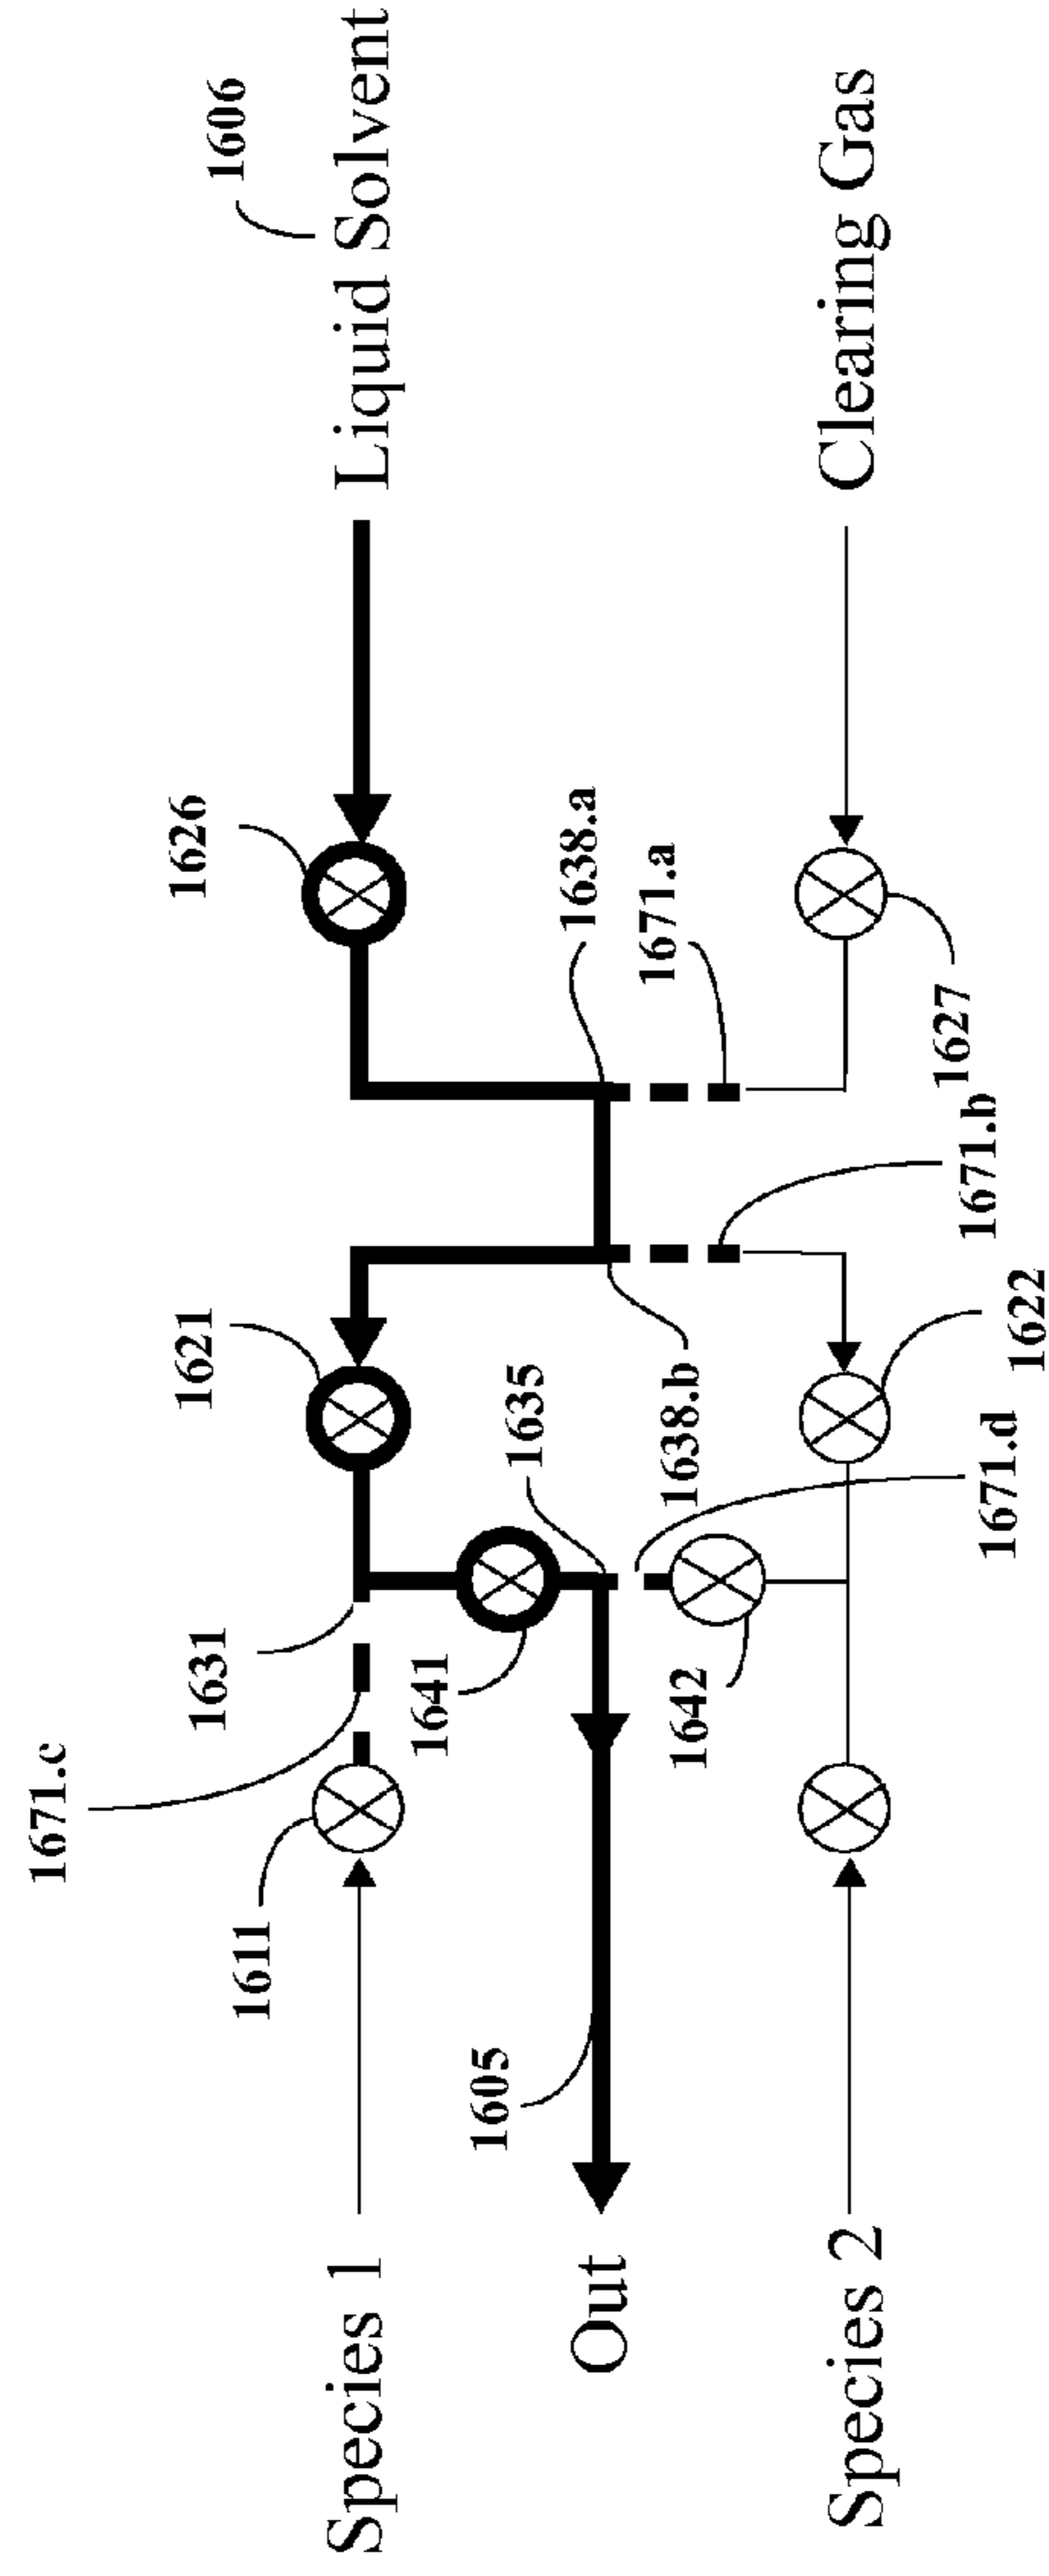 1671.c
1611
1631
1621
1626
1606
Species 1
Liquid Solvent
1641
1605
1635
1638.a
Out
1671.a
1642
1638.b
Species 2
Clearing Gas
1627
1671.b
1671.d
1622